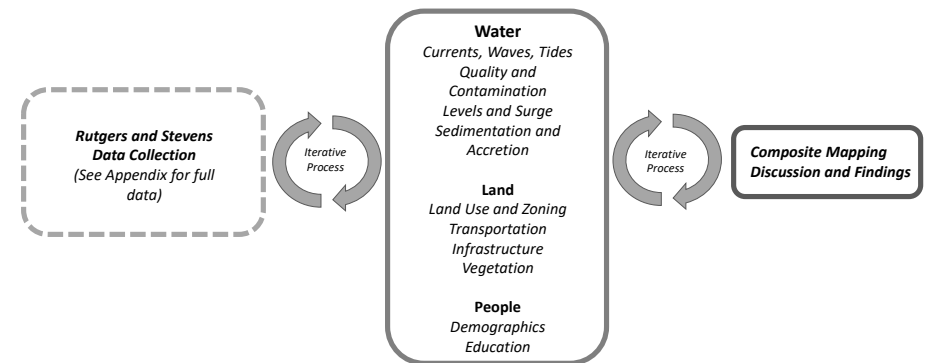 Rutgers and Stevens
Data Collection
(See Appendix for full
data)
Iterative
Process
Water
Currents, Waves, Tides
Quality and
Contamination
Levels and Surge
Sedimentation and
Accretion
Land
Land Use and Zoning
Transportation
Infrastructure
Vegetation
People
Demographics
Education
Iterative
Process
Composite Mapping
Discussion and Findings